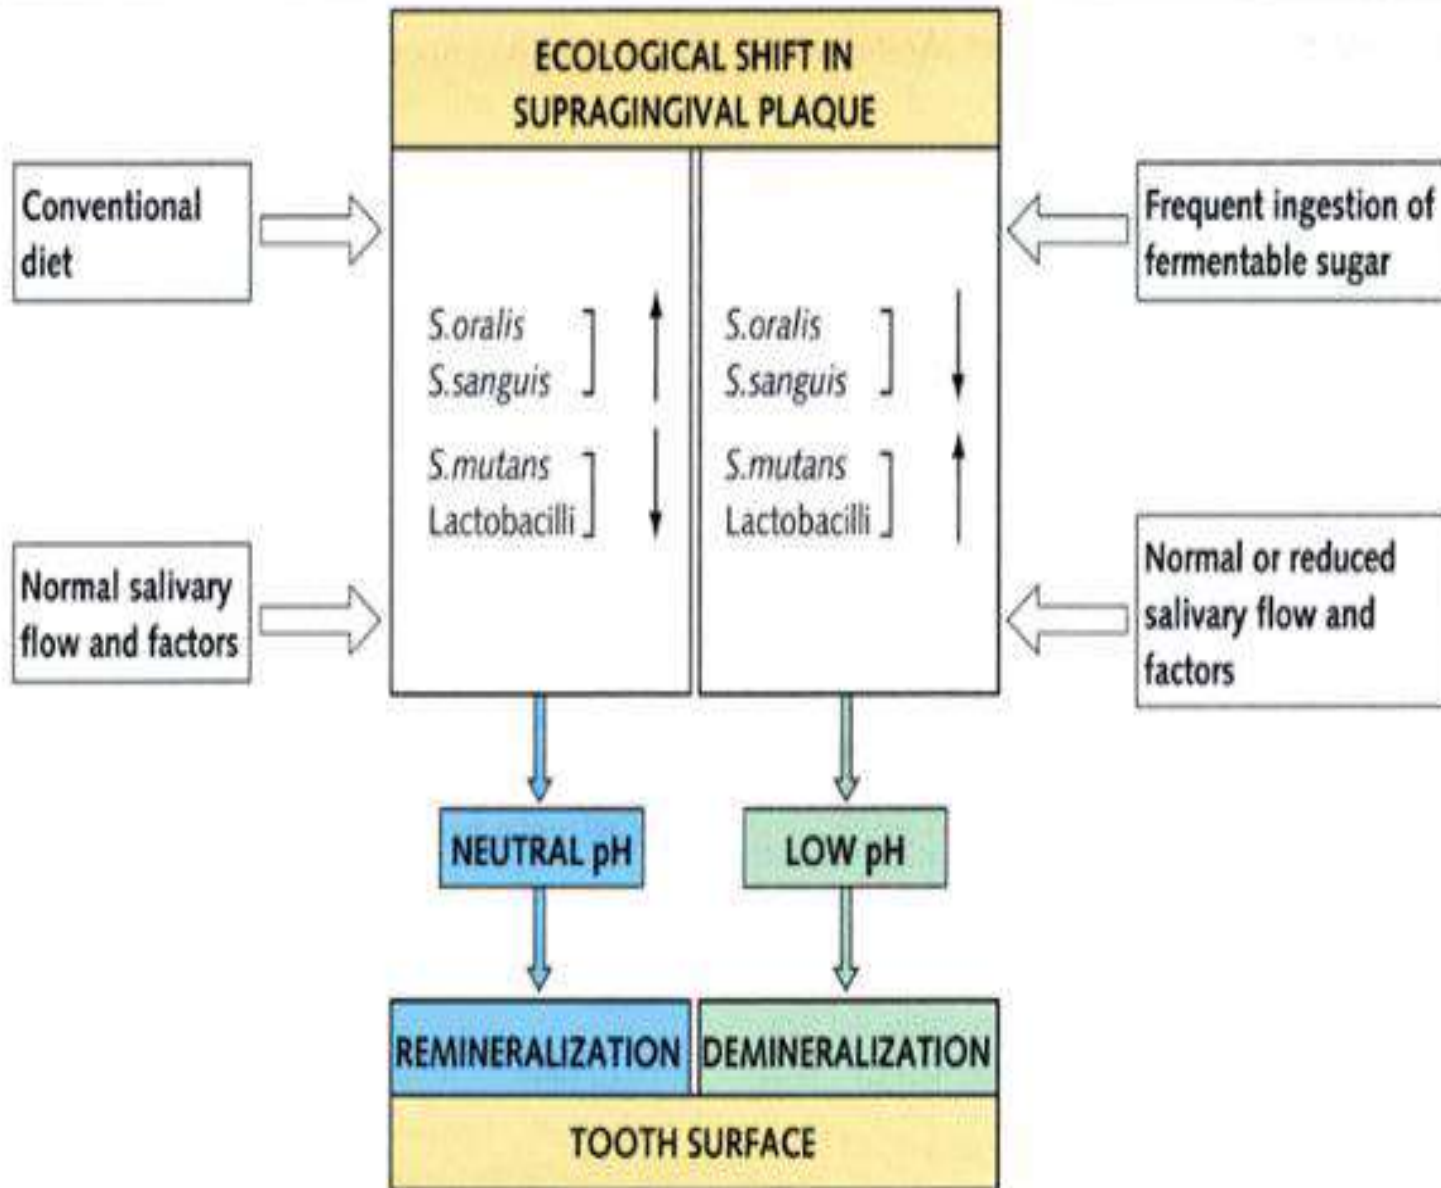 ECOLOGICAL SHIFT IN
SUPRAGINGIVAL PLAQUE
Conventional
diet
Normal salivary
flow and factors
S.oralis
S.sanguis
S.mutans
Lactobacilli
S.oralis
S.sanguis
S.mutans
Lactobacilli
Frequent ingestion of
fermentable sugar
Normal or reduced
salivary flow and
factors
NEUTRAL pH
LOW pH
REMINERALIZATION
DEMINERALIZATION
TOOTH SURFACE